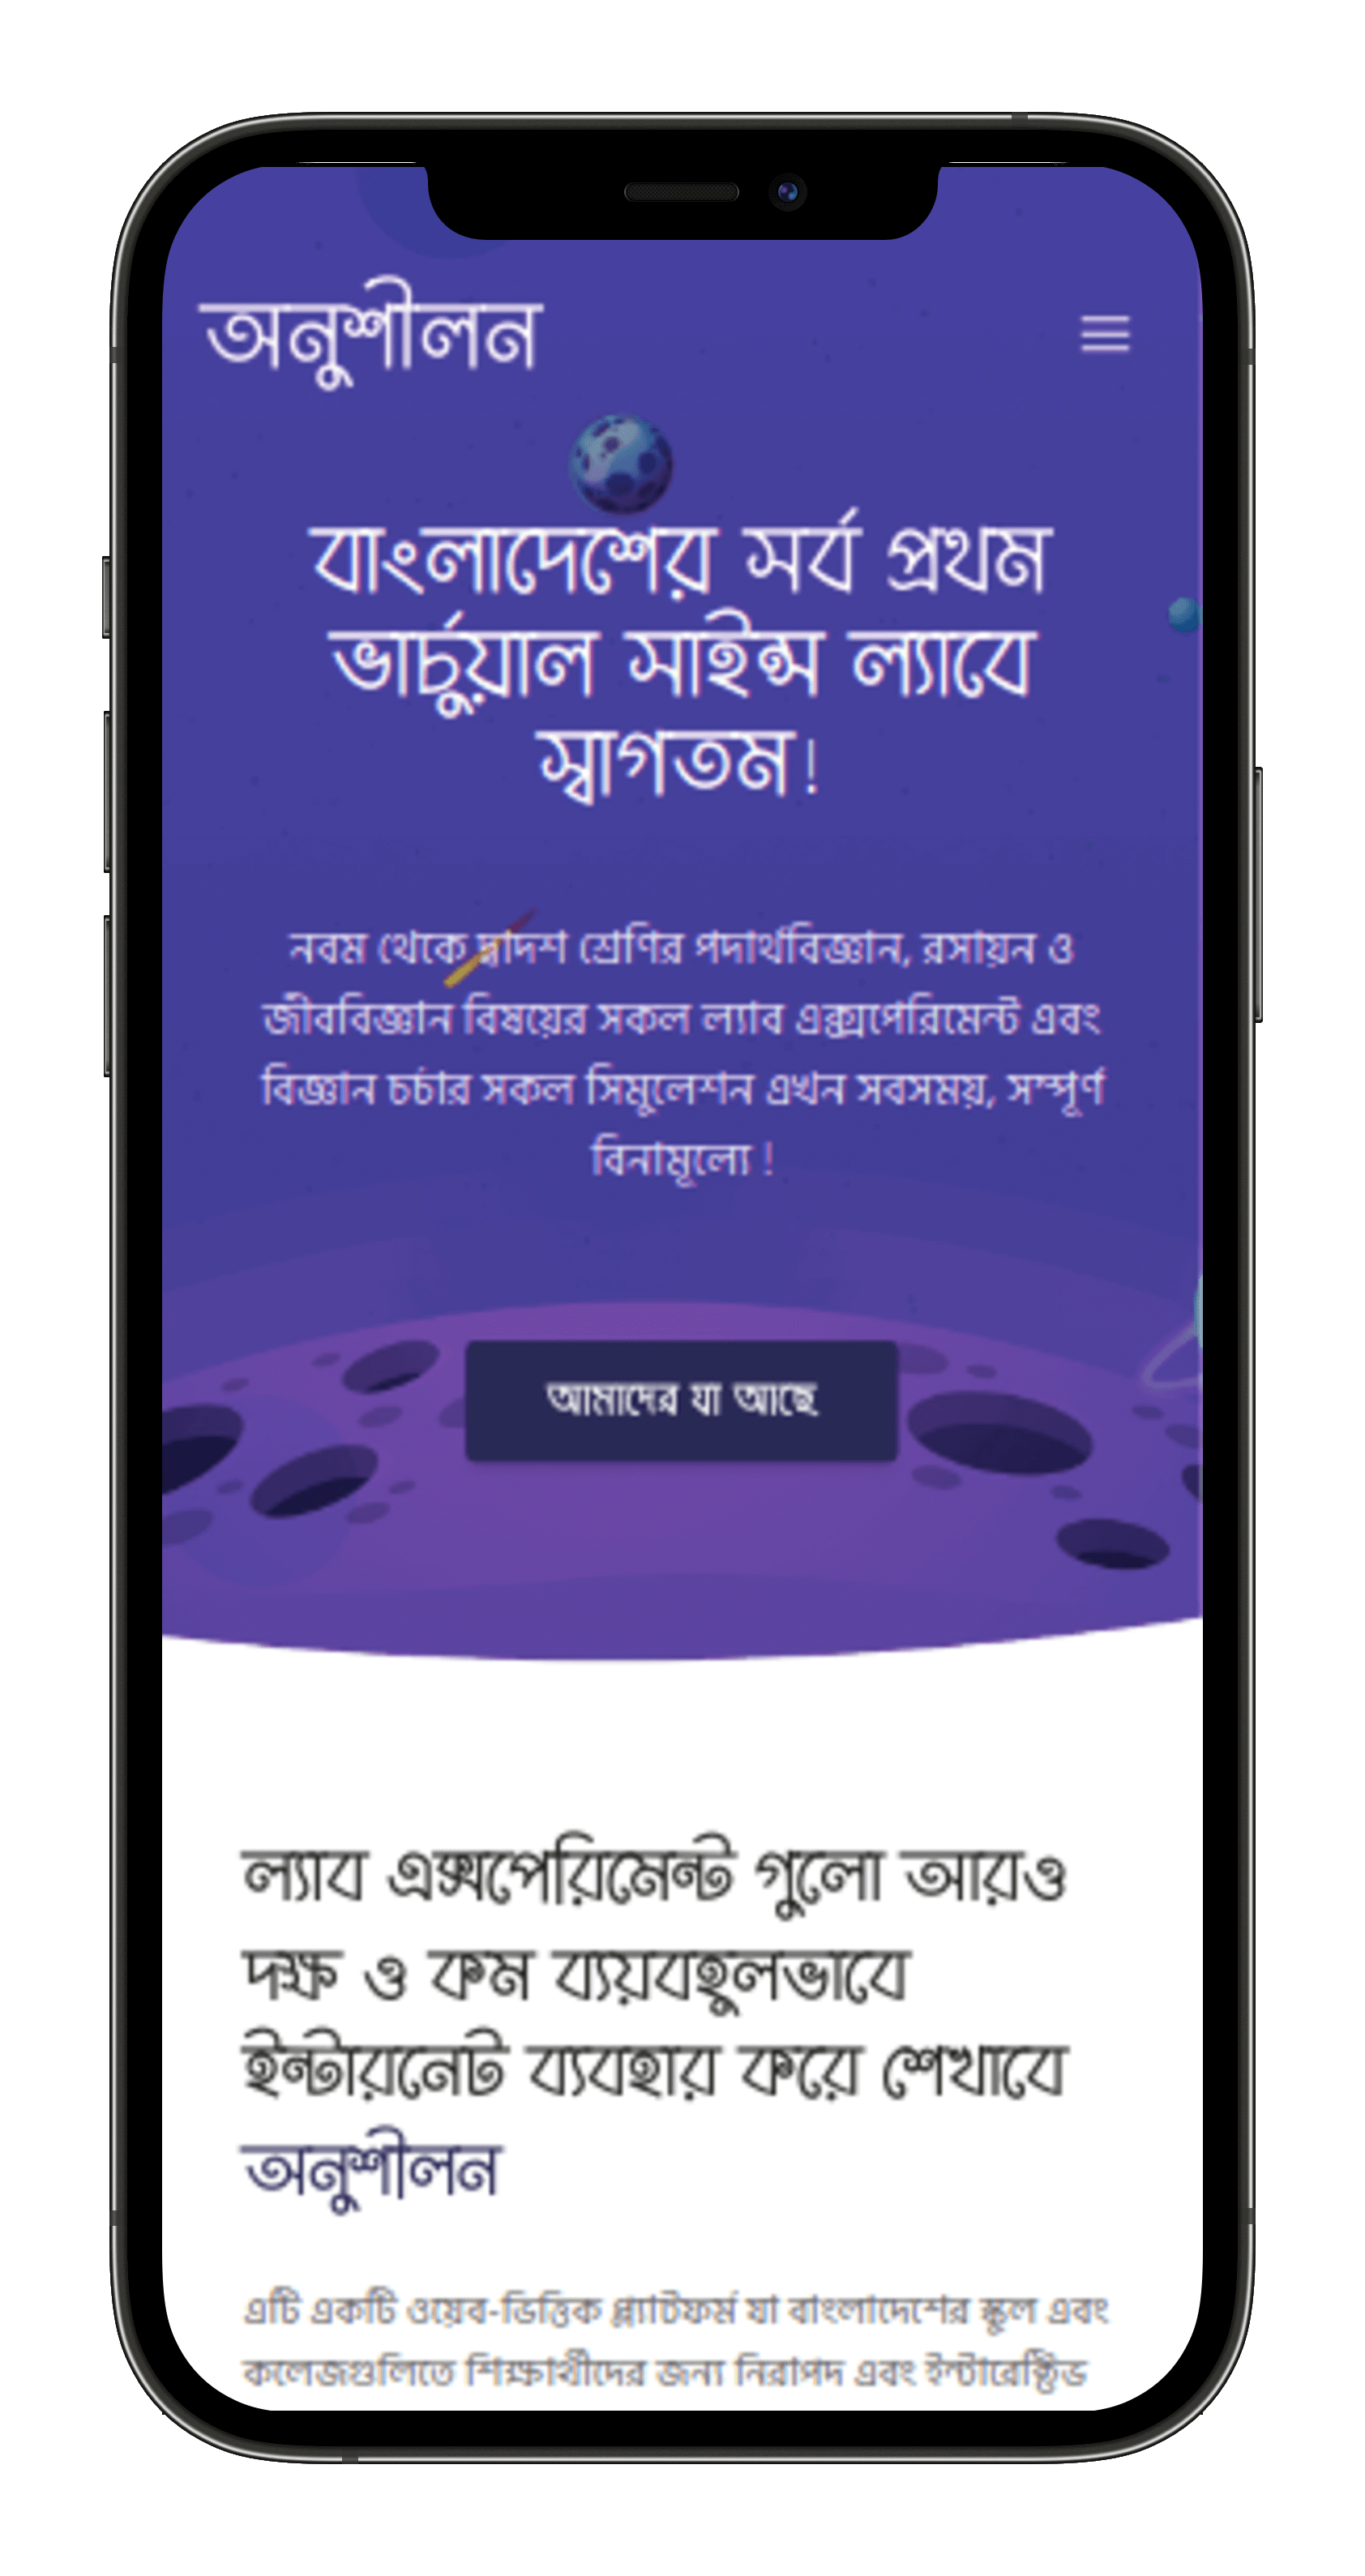 অনুশীলন
বাংলাদেশের সর্ব প্রথম
ভার্চুয়াল সাইন্স ল্যাবে
স্বাগতম!
নবম থেকে দ্বাদশ শ্রেণির পদার্থবিজ্ঞান, রসায়ন ও
জীববিজ্ঞান বিষয়ের সকল ল্যাব এক্সপেরিমেন্ট এবং
বিজ্ঞান চর্চার সকল সিমুলেশন এখন সবসময়, সম্পূর্ণ
বিনামূল্যে !
আমাদের যা আছে
ল্যাব এক্সপেরিমেন্ট গুলো আরও
দক্ষ ও কম ব্যয়বহুলভাবে
ইন্টারনেট ব্যবহার করে শেখাবে
অনুশীলন
এটি একটি ওয়েব-ভিত্তিক প্ল্যাটফর্ম যা বাংলাদেশের স্কুল এবং
কলেজগুলিতে শিক্ষার্থীদের জন্য নিরাপদ এবং ইন্টারেক্টিভ